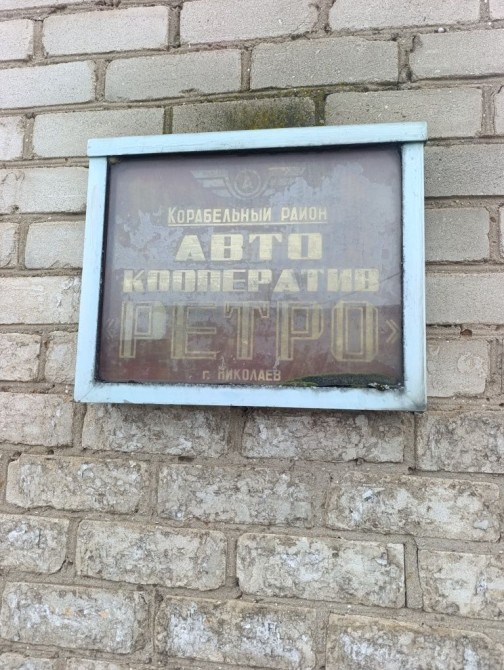 А
Корабельный район
АВТО
КООПЕРАТИВ
«РЕТРО»
г. НИКОЛАЕВ